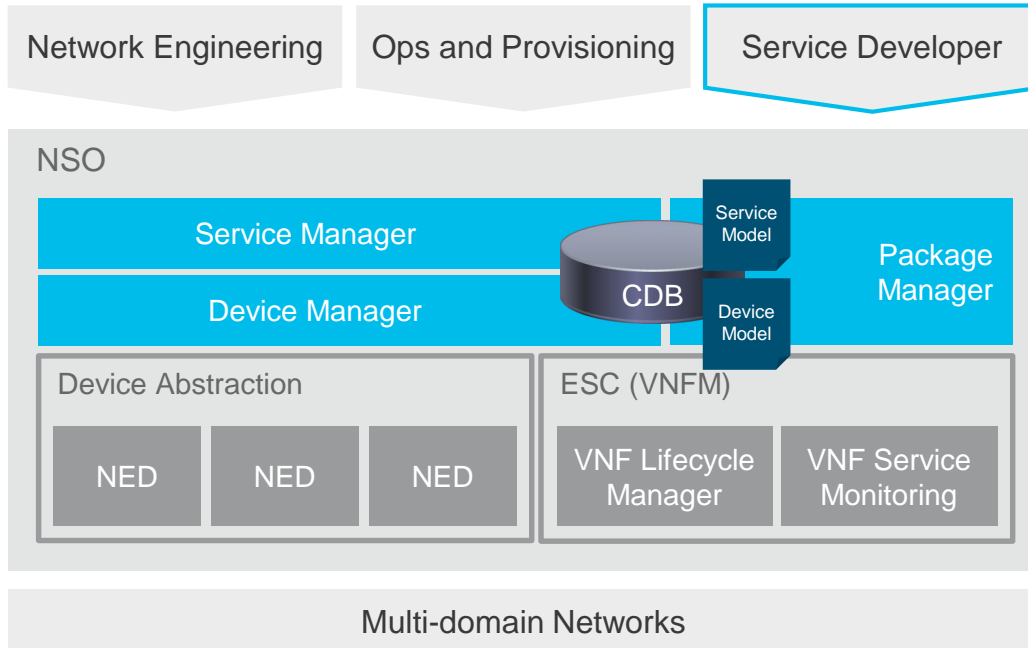 Network Engineering
Ops and Provisioning
Service Developer
NSO
Service Manager
Device Manager
CDB
Service
Model
Device
Model
Package
Manager
Device Abstraction
NED
NED
NED
ESC (VNFM)
VNF Lifecycle
Manager
VNF Service
Monitoring
Multi-domain Networks